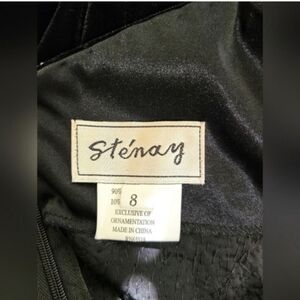 Sténay
90%
10% 8
EXCLUSIVE OF
ORNAMENTATION
MADE IN CHINA